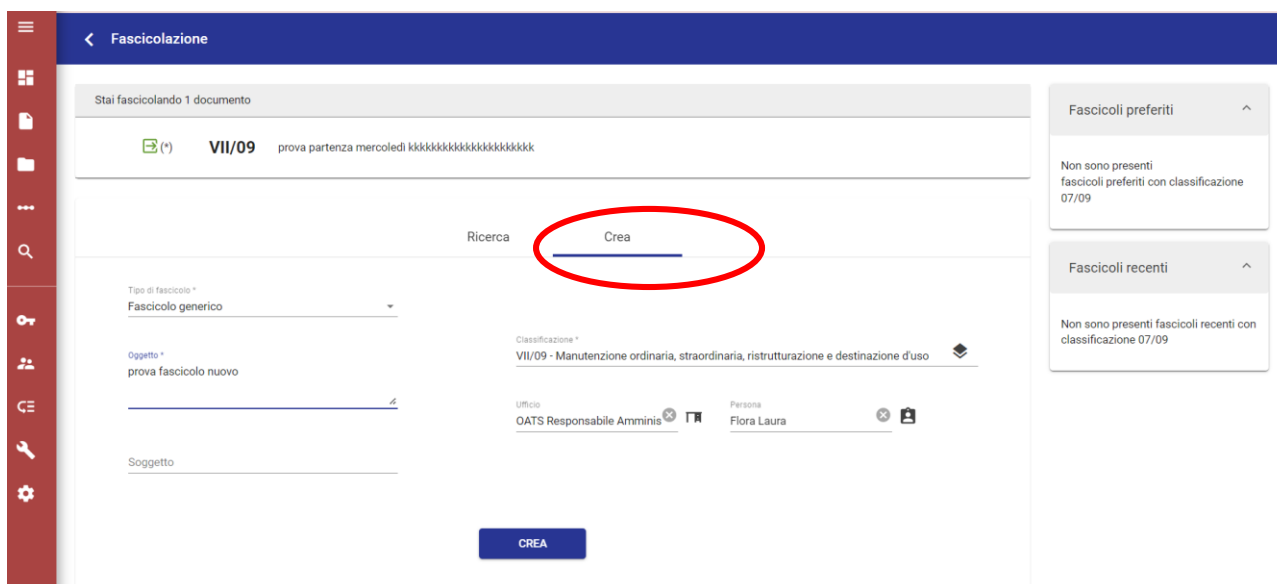 Fascicolazione
Stai fascicolando 1 documento
(*) VII/09 prova partenza mercoledì kkkkkkkkkkkkkkkkkkkkkk
Ricerca Crea
Tipo di fascicolo *
Fascicolo generico
Oggetto *
prova fascicolo nuovo
Soggetto
Classificazione *
VII/09 - Manutenzione ordinaria, straordinaria, ristrutturazione e destinazione d'uso
Ufficio
OATS Responsabile Amminis
Persona
Flora Laura
CREA
Fascicoli preferiti
Non sono presenti
fascicoli preferiti con classificazione
07/09
Fascicoli recenti
Non sono presenti fascicoli recenti con
classificazione 07/09